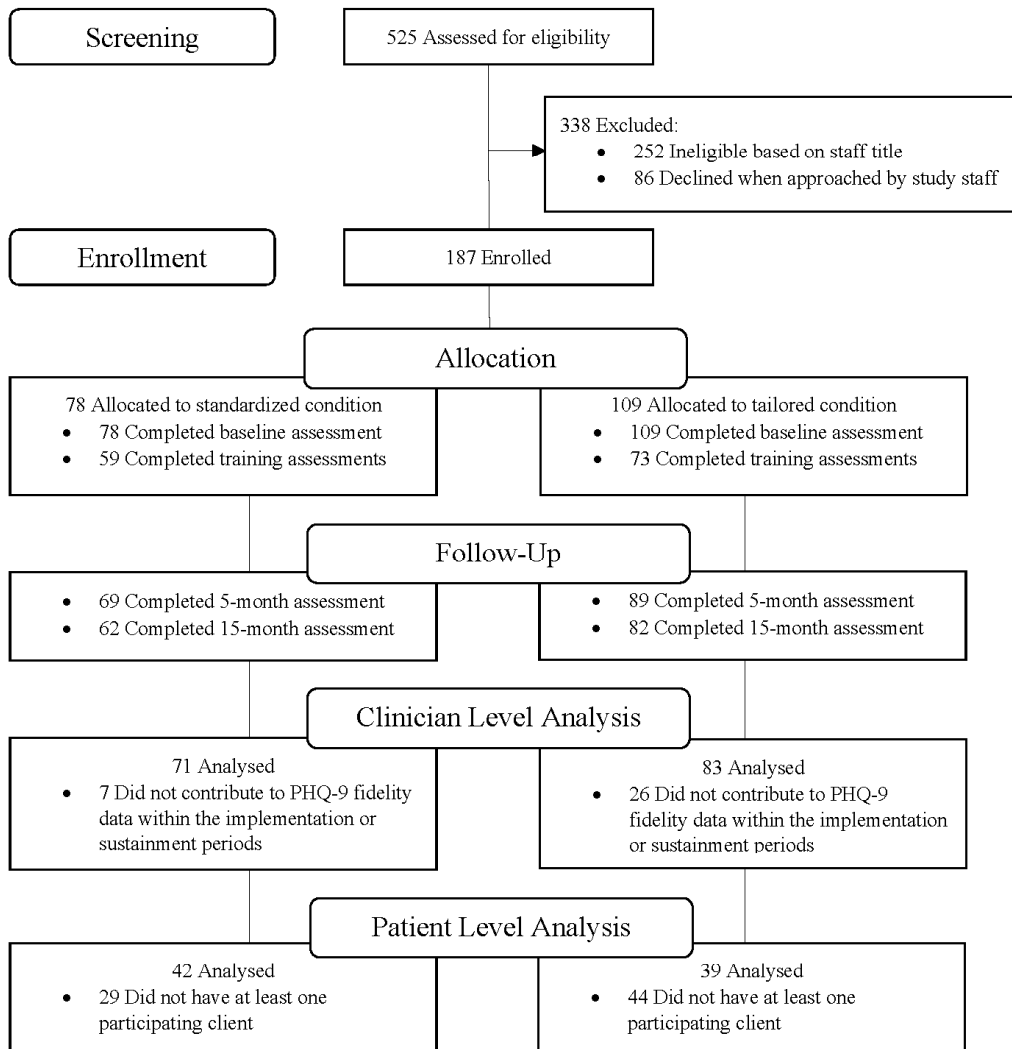 Screening
525 Assessed for eligibility
338 Excluded:
• 252 Ineligible based on staff title
• 86 Declined when approached by study staff
Enrollment
187 Enrolled
Allocation
78 Allocated to standardized condition
• 78 Completed baseline assessment
• 59 Completed training assessments
109 Allocated to tailored condition
• 109 Completed baseline assessment
• 73 Completed training assessments
Follow-Up
• 69 Completed 5-month assessment
• 62 Completed 15-month assessment
• 89 Completed 5-month assessment
• 82 Completed 15-month assessment
Clinician Level Analysis
71 Analysed
• 7 Did not contribute to PHQ-9 fidelity
data within the implementation or
sustainment periods
83 Analysed
• 26 Did not contribute to PHQ-9
fidelity data within the implementation
or sustainment periods
Patient Level Analysis
42 Analysed
• 29 Did not have at least one
participating client
39 Analysed
• 44 Did not have at least one
participating client